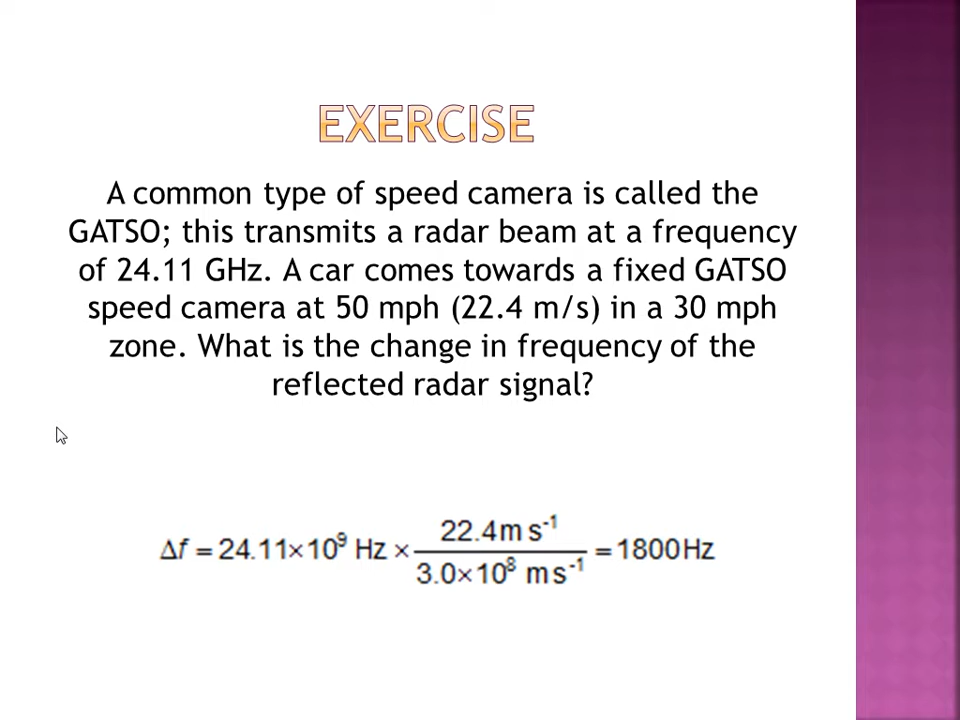 EXERCISE
A common type of speed camera is called the
GATSO; this transmits a radar beam at a frequency
of 24.11 GHz. A car comes towards a fixed GATSO
speed camera at 50 mph (22.4 m/s) in a 30 mph
zone. What is the change in frequency of the
reflected radar signal?
Δf = 24.11×10⁹ Hz × 22.4 m s⁻¹ / 3.0×10⁸ m s⁻¹ = 1800 Hz